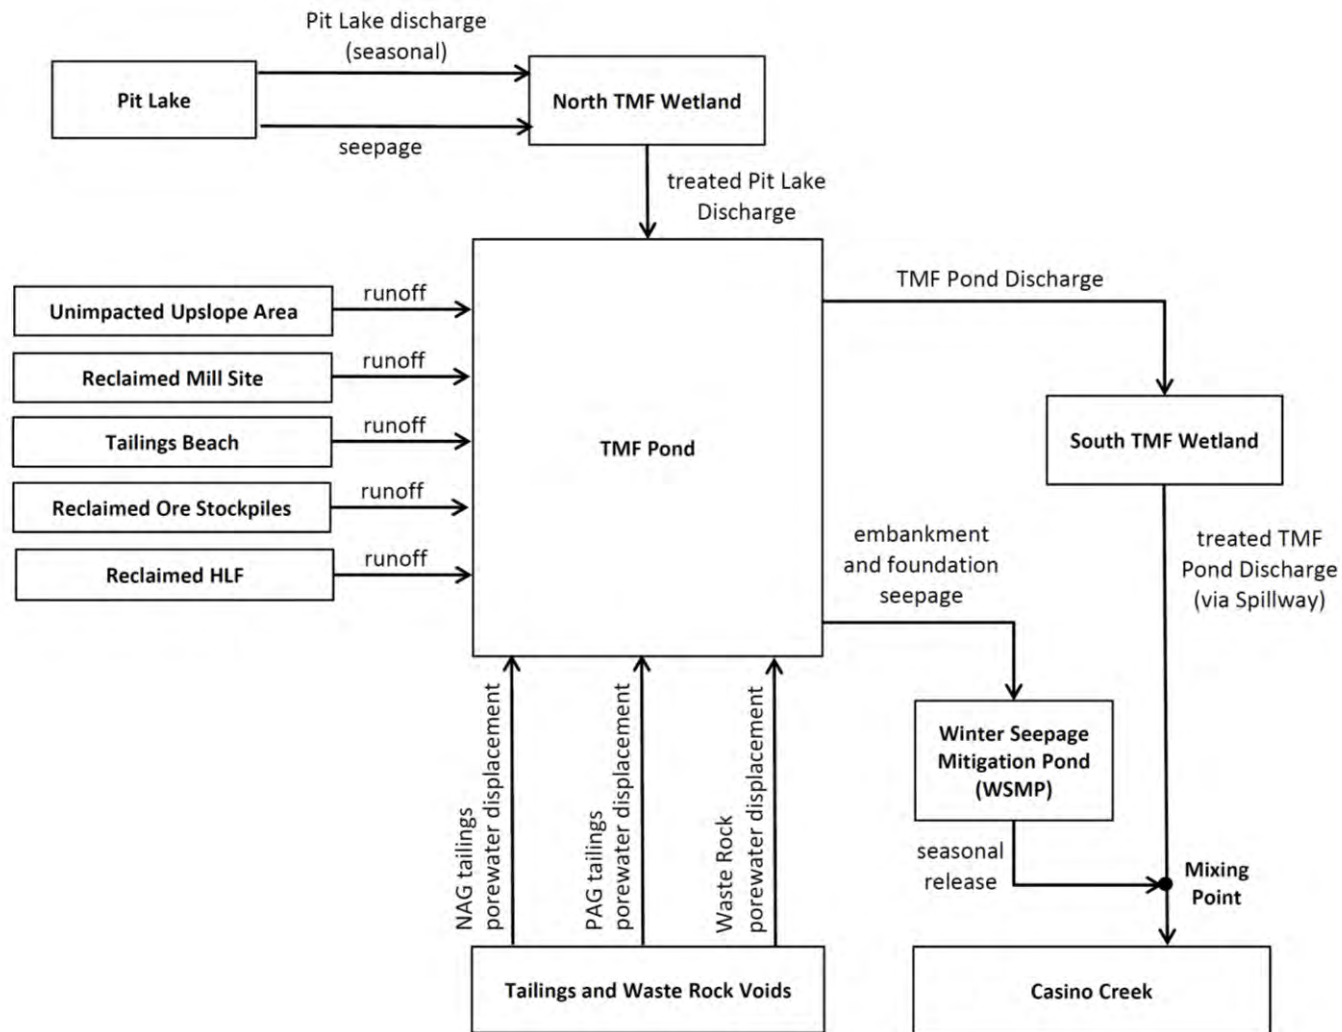 Pit Lake discharge
(seasonal)
Pit Lake
North TMF Wetland
seepage
treated Pit Lake
Discharge
Unimpacted Upslope Area
runoff
Reclaimed Mill Site
runoff
Tailings Beach
runoff
Reclaimed Ore Stockpiles
runoff
Reclaimed HLF
runoff
TMF Pond
TMF Pond Discharge
South TMF Wetland
embankment
and foundation
seepage
treated TMF
Pond Discharge
(via Spillway)
Winter Seepage
Mitigation Pond
(WSMP)
seasonal
release
Mixing
Point
NAG tailings
porewater displacement
PAG tailings
porewater displacement
Waste Rock
porewater displacement
Tailings and Waste Rock Voids
Casino Creek